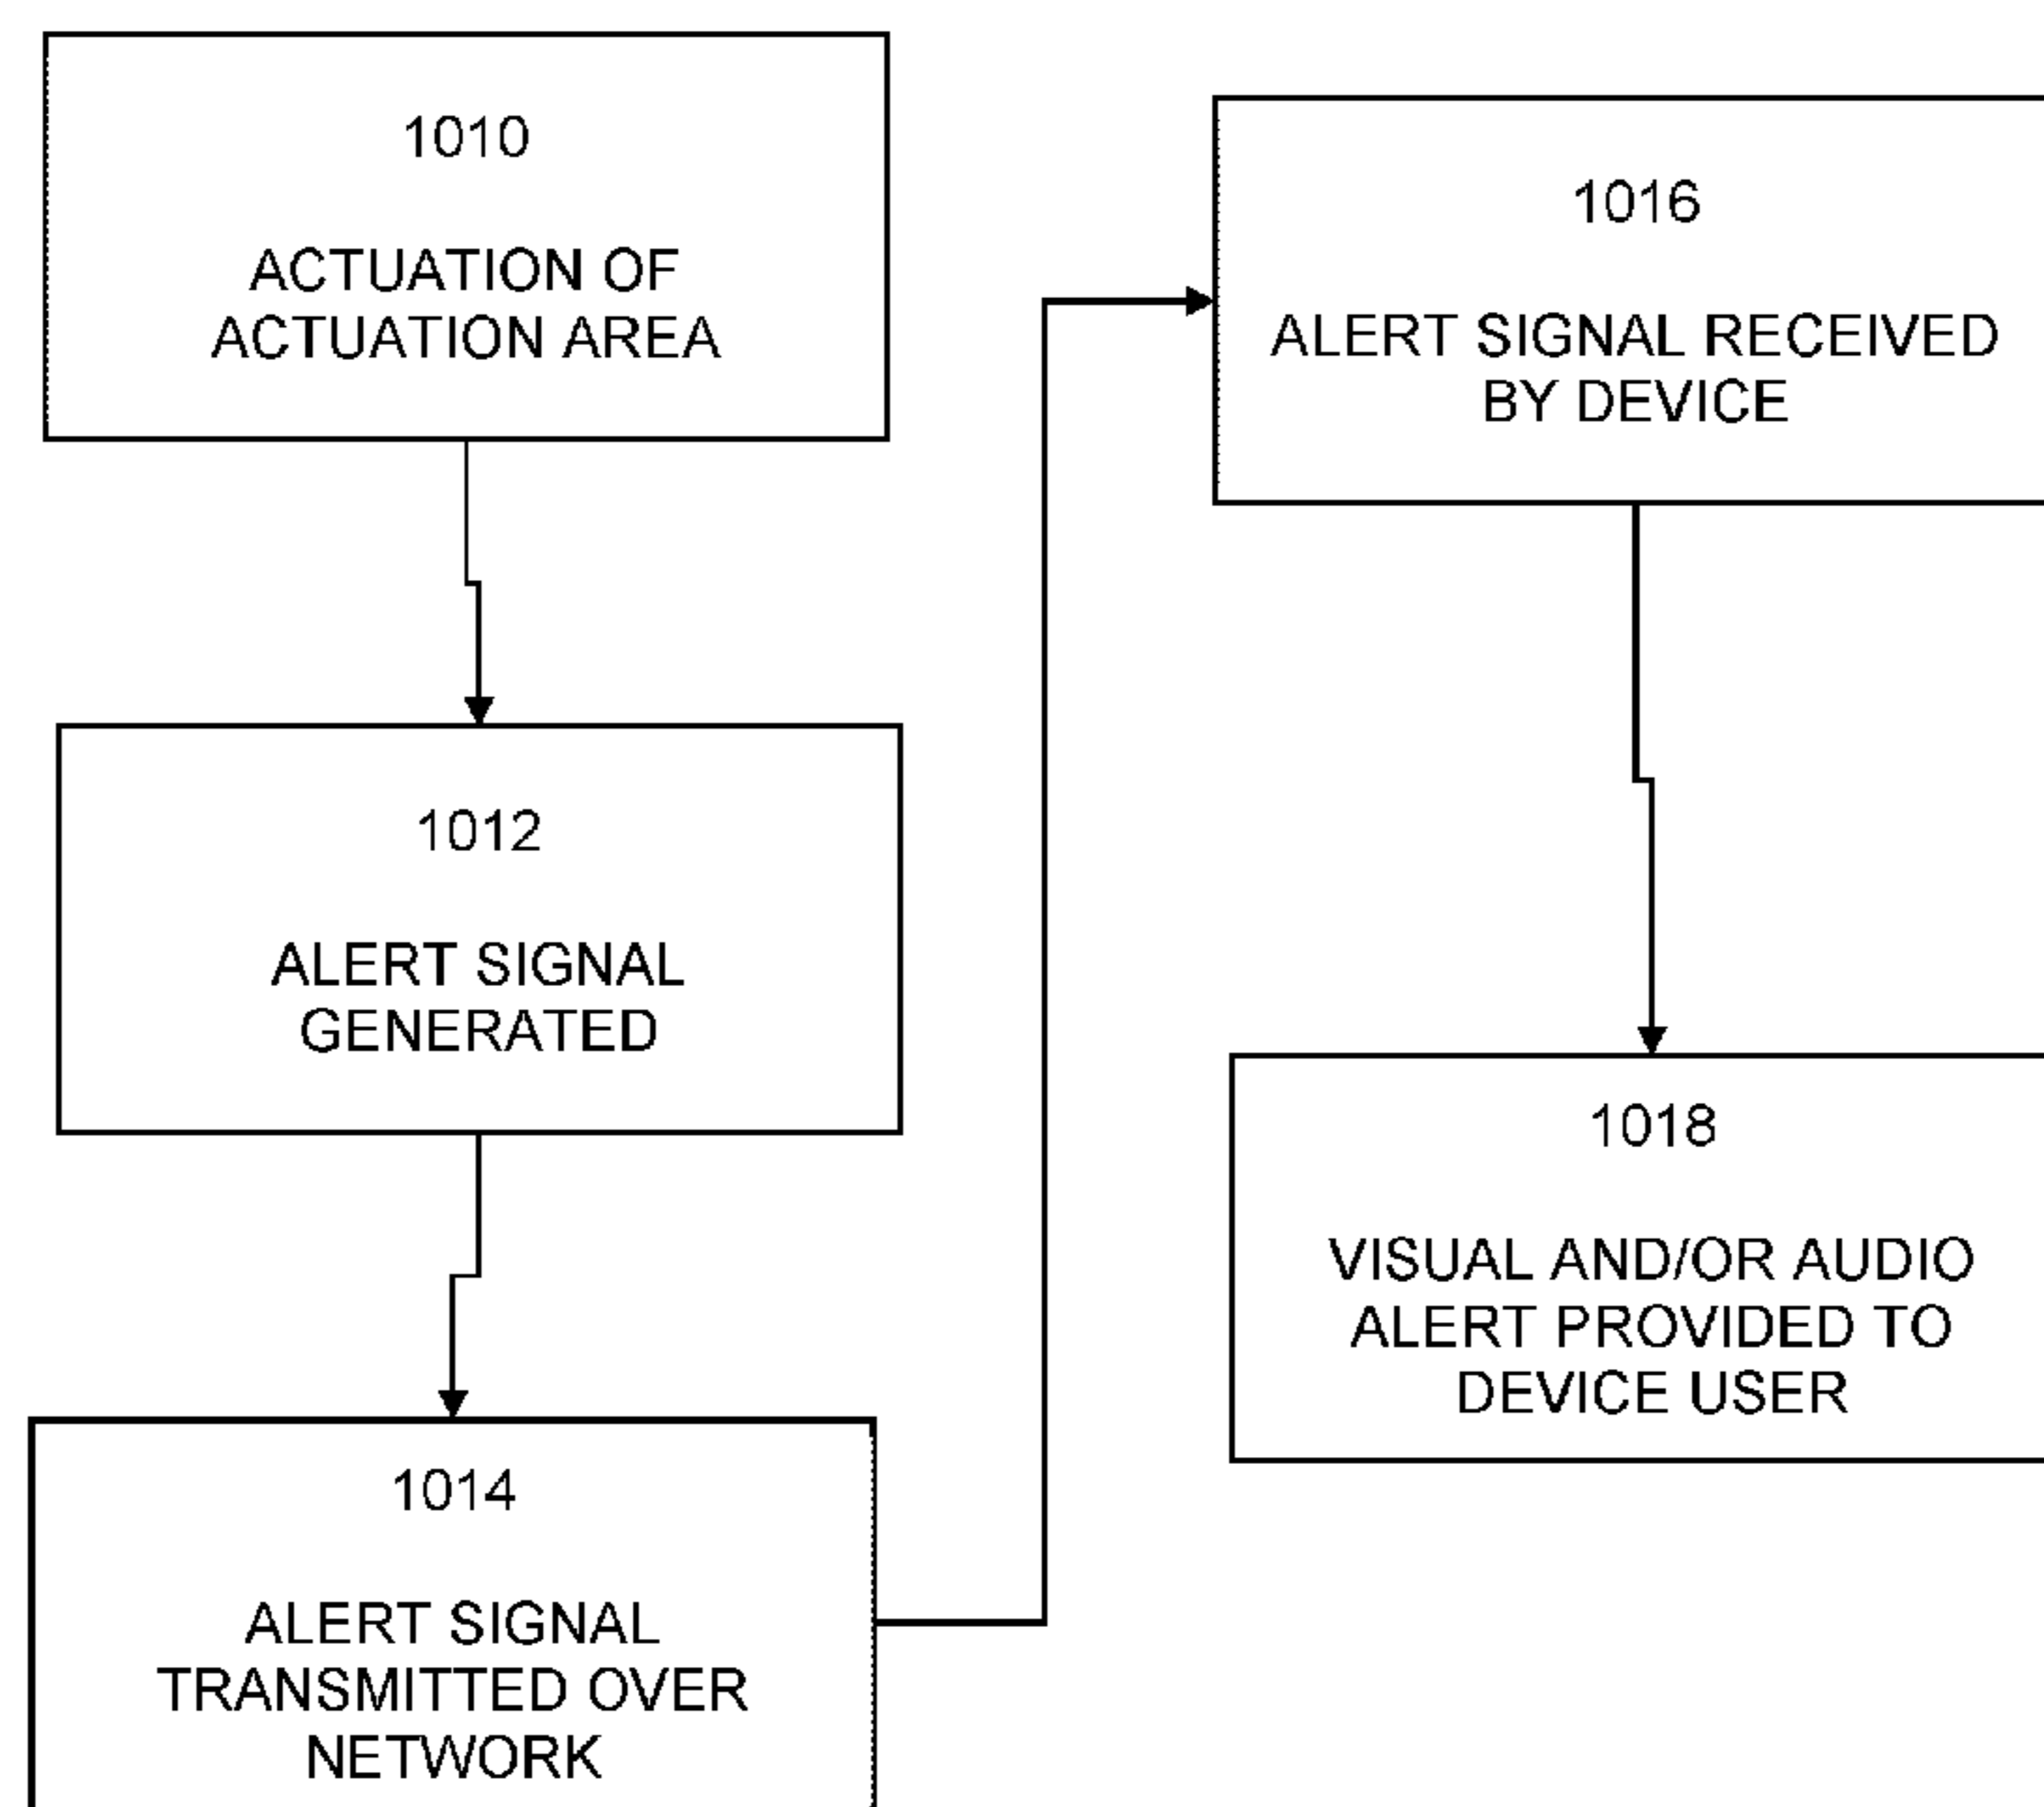 1010
ACTUATION OF
ACTUATION AREA
1012
ALERT SIGNAL
GENERATED
1014
ALERT SIGNAL
TRANSMITTED OVER
NETWORK
1016
ALERT SIGNAL RECEIVED
BY DEVICE
1018
VISUAL AND/OR AUDIO
ALERT PROVIDED TO
DEVICE USER